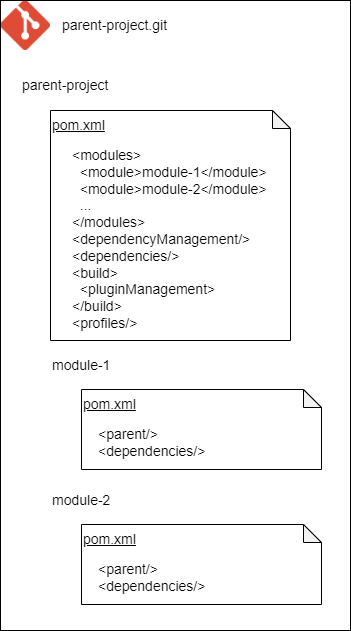 parent-project.git
parent-project
pom.xml
<modules>
<module>module-1</module>
<module>module-2</module>
...
</modules>
<dependencyManagement/>
<dependencies/>
<build>
<pluginManagement>
</build>
<profiles/>
module-1
pom.xml
<parent/>
<dependencies/>
module-2
pom.xml
<parent/>
<dependencies/>